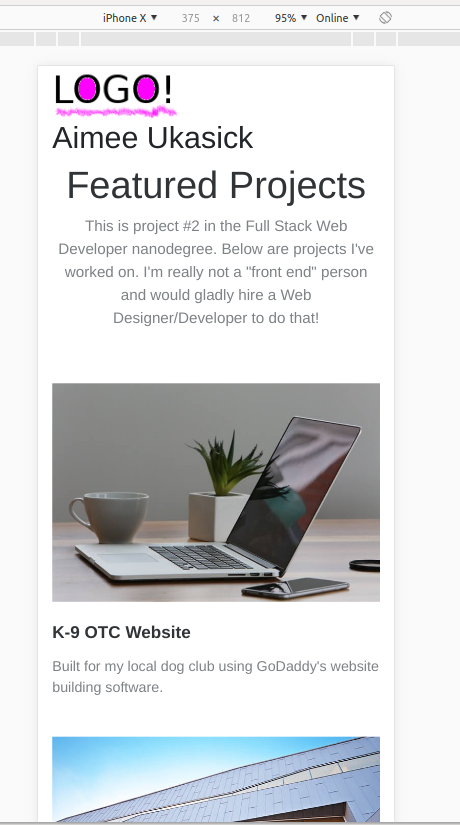 iPhone X ▼ 375 × 812 95% ▼ Online ▼
LOGO!
Aimee Ukasick
Featured Projects
This is project #2 in the Full Stack Web
Developer nanodegree. Below are projects I've
worked on. I'm really not a "front end" person
and would gladly hire a Web
Designer/Developer to do that!
K-9 OTC Website
Built for my local dog club using GoDaddy's website
building software.